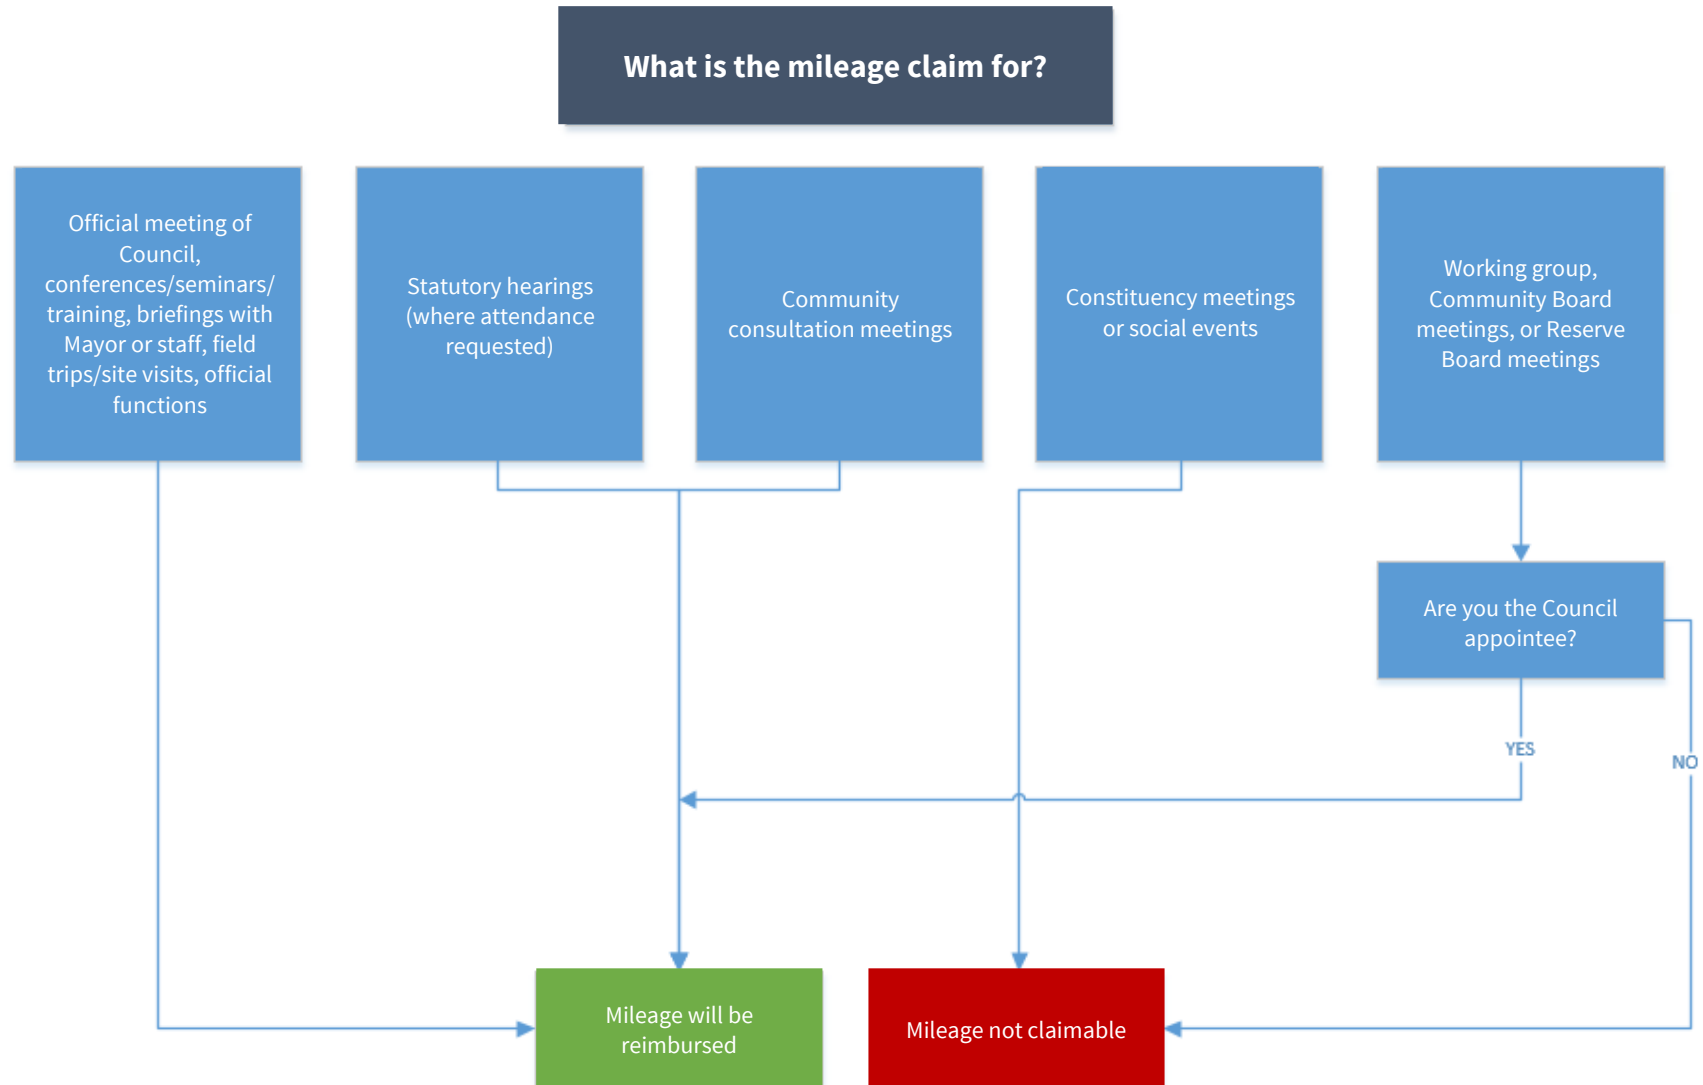 What is the mileage claim for?
Official meeting of
Council,
conferences/seminars/
training, briefings with
Mayor or staff, field
trips/site visits, official
functions
Statutory hearings
(where attendance
requested)
Community
consultation meetings
Constituency meetings
or social events
Working group,
Community Board
meetings, or Reserve
Board meetings
Are you the Council
appointee?
YES
NO
Mileage will be
reimbursed
Mileage not claimable